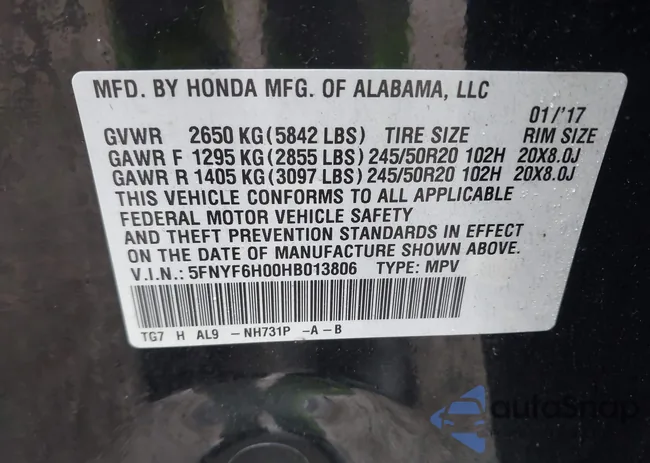 MFD. BY HONDA MFG. OF ALABAMA, LLC
01/'17
GVWR 2650 KG (5842 LBS) TIRE SIZE RIM SIZE
GAWR F 1295 KG (2855 LBS) 245/50R20 102H 20X8.0J
GAWR R 1405 KG (3097 LBS) 245/50R20 102H 20X8.0J
THIS VEHICLE CONFORMS TO ALL APPLICABLE
FEDERAL MOTOR VEHICLE SAFETY
AND THEFT PREVENTION STANDARDS IN EFFECT
ON THE DATE OF MANUFACTURE SHOWN ABOVE.
V.I.N.: 5FNYF6H00HB013806 TYPE: MPV
TG7 H AL9 -NH731P -A-B
autoSnap